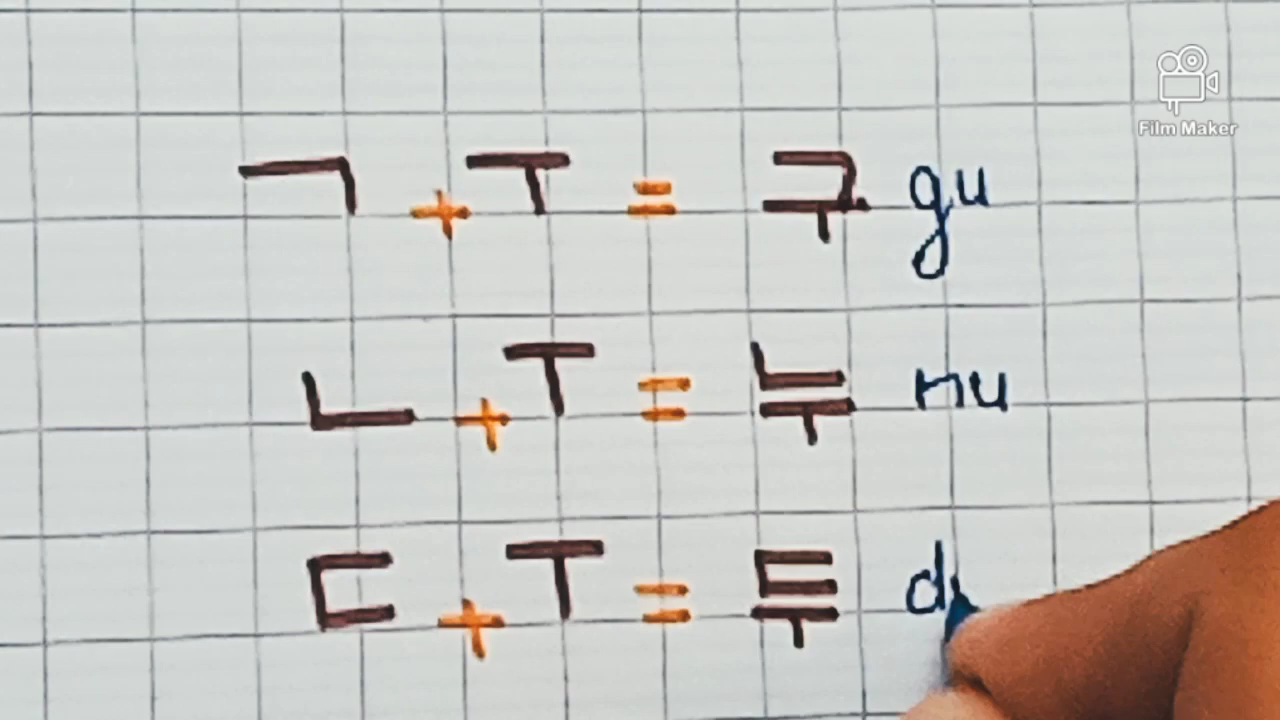 Film Maker
ㄱ + ㅜ = 구 gu
ㄴ + ㅜ = 누 nu
ㄷ + ㅜ = 두 d